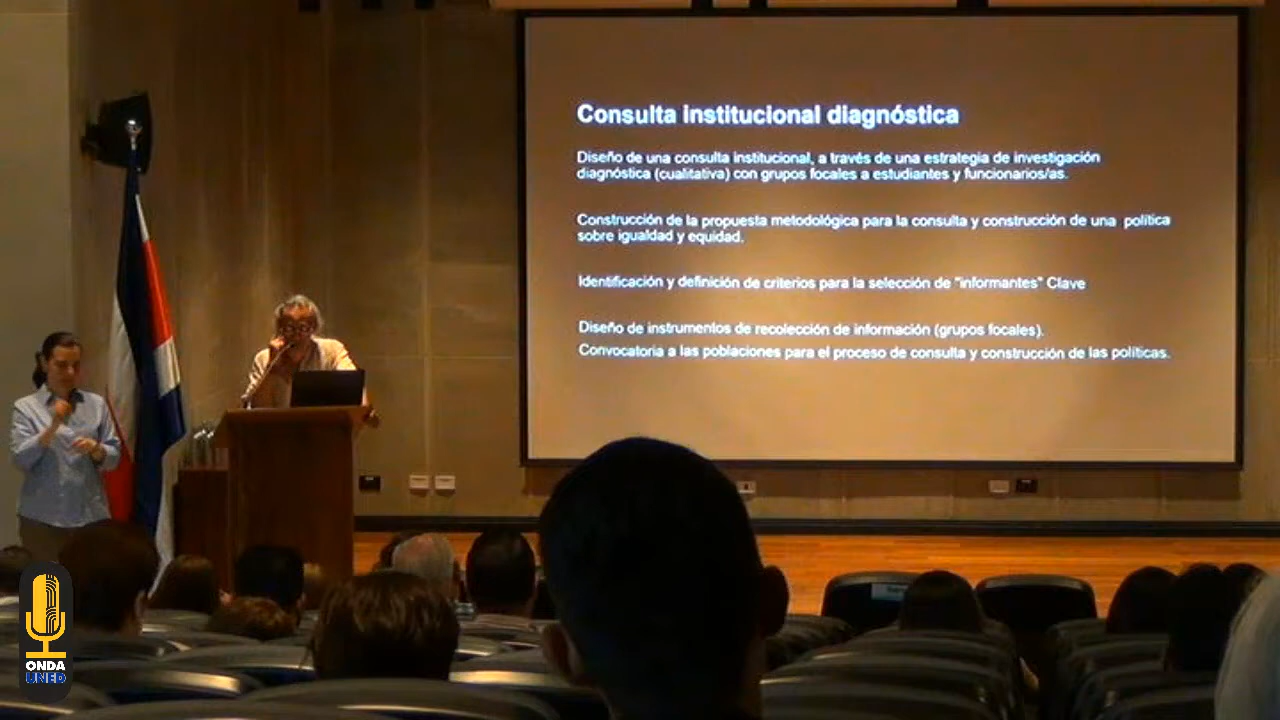 Consulta institucional diagnóstica
Diseño de una consulta institucional, a través de una estrategia de investigación
diagnóstica (cualitativa) con grupos focales a estudiantes y funcionarios/as.
Construcción de la propuesta metodológica para la consulta y construcción de una política
sobre igualdad y equidad.
Identificación y definición de criterios para la selección de "informantes" Clave
Diseño de instrumentos de recolección de información (grupos focales).
Convocatoria a las poblaciones para el proceso de consulta y construcción de las políticas.
ONDA
UNED